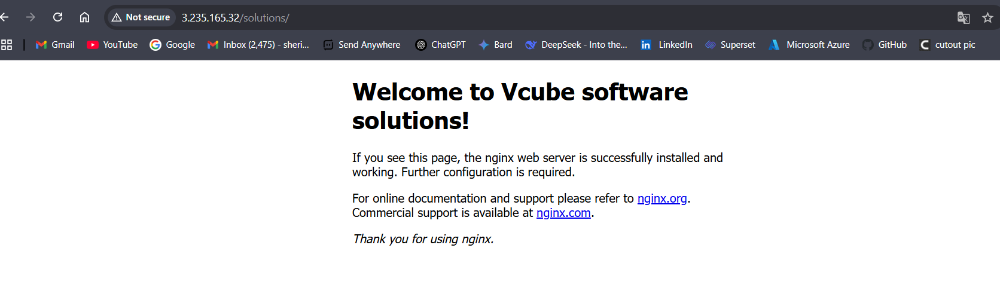 Not secure 3.235.165.32/solutions/
Gmail YouTube Google Inbox (2,475) - sheri... Send Anywhere ChatGPT Bard DeepSeek - Into the... LinkedIn Superset Microsoft Azure GitHub cutout pic
Welcome to Vcube software
solutions!
If you see this page, the nginx web server is successfully installed and
working. Further configuration is required.
For online documentation and support please refer to nginx.org.
Commercial support is available at nginx.com.
Thank you for using nginx.